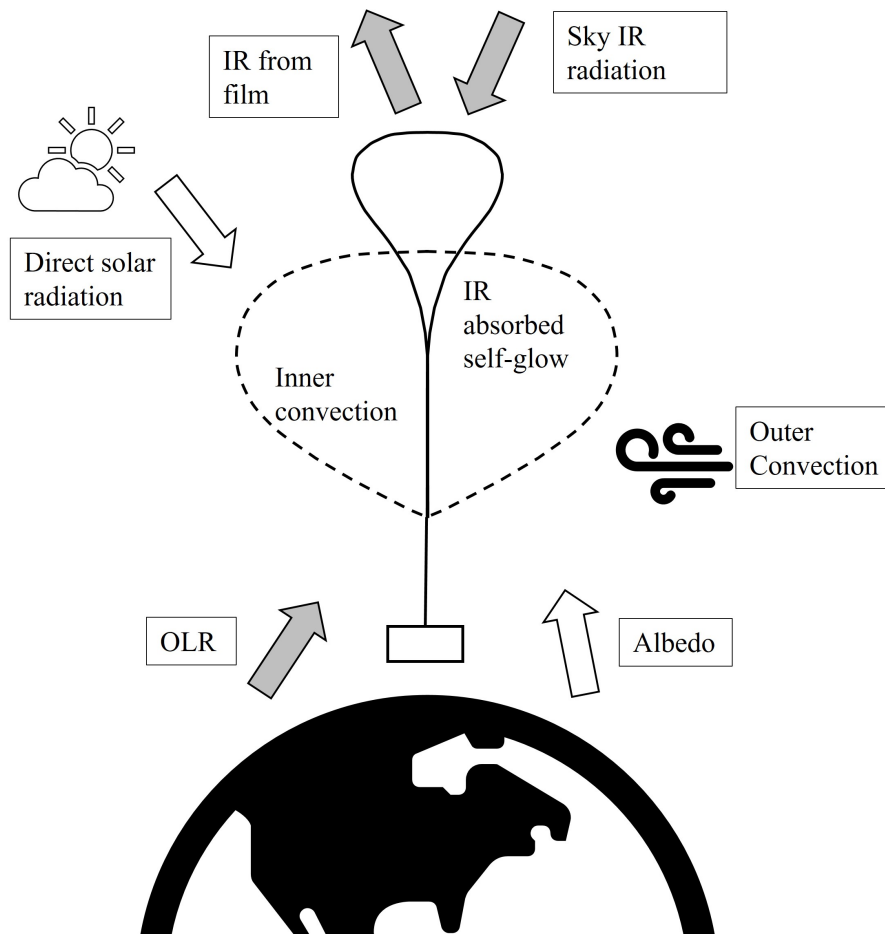 IR from
film
Sky IR
radiation
Direct solar
radiation
IR
absorbed
self-glow
Inner
convection
Outer
Convection
OLR
Albedo